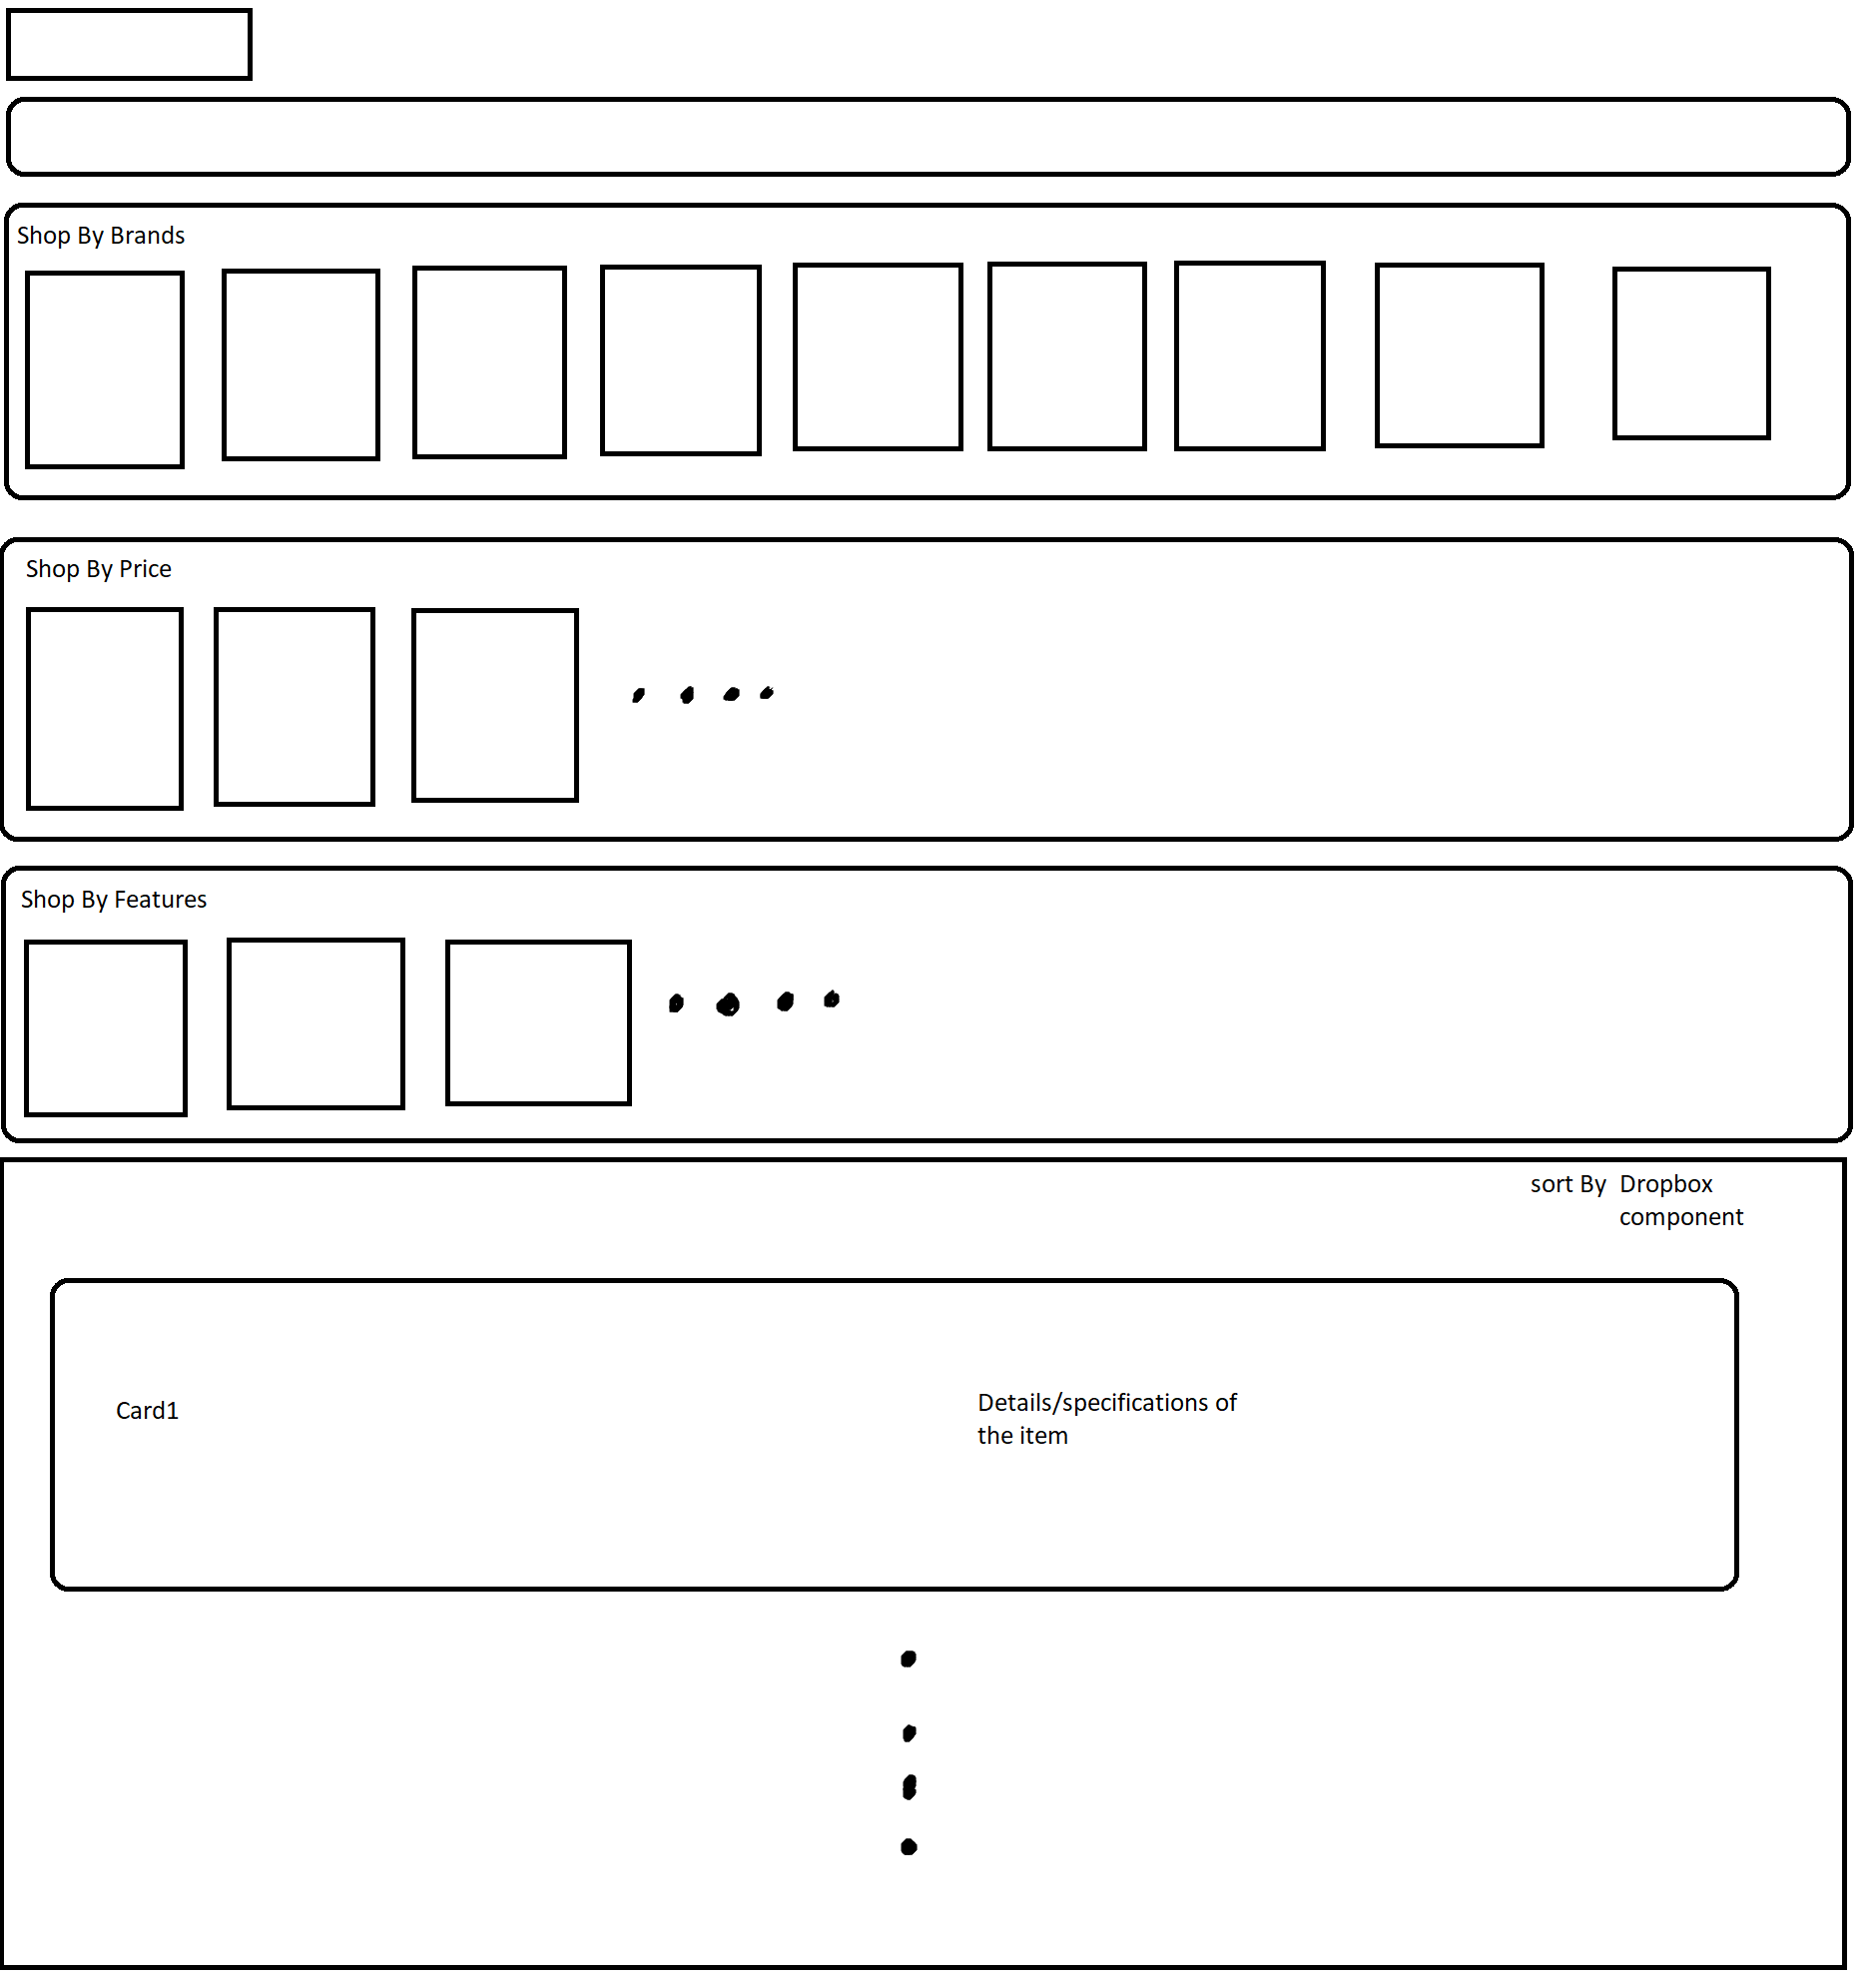 Shop By Brands
Shop By Price
Shop By Features
sort By Dropbox
component
Card1
Details/specifications of
the item